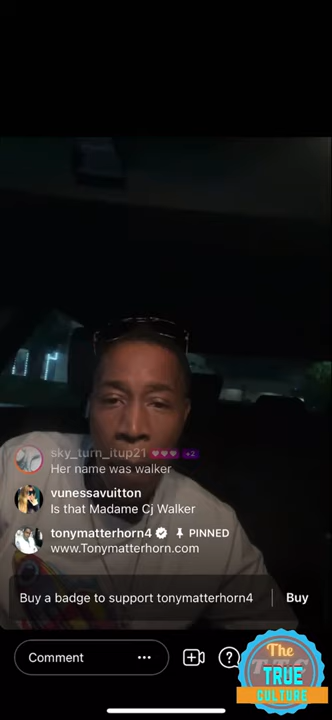 sky_turn_itup21 +2
Her name was walker
vunessavuitton
Is that Madame Cj Walker
tonymatterhorn4 PINNED
www.Tonymatterhorn.com
Buy a badge to support tonymatterhorn4 Buy
Comment
The
TRUE
CULTURE